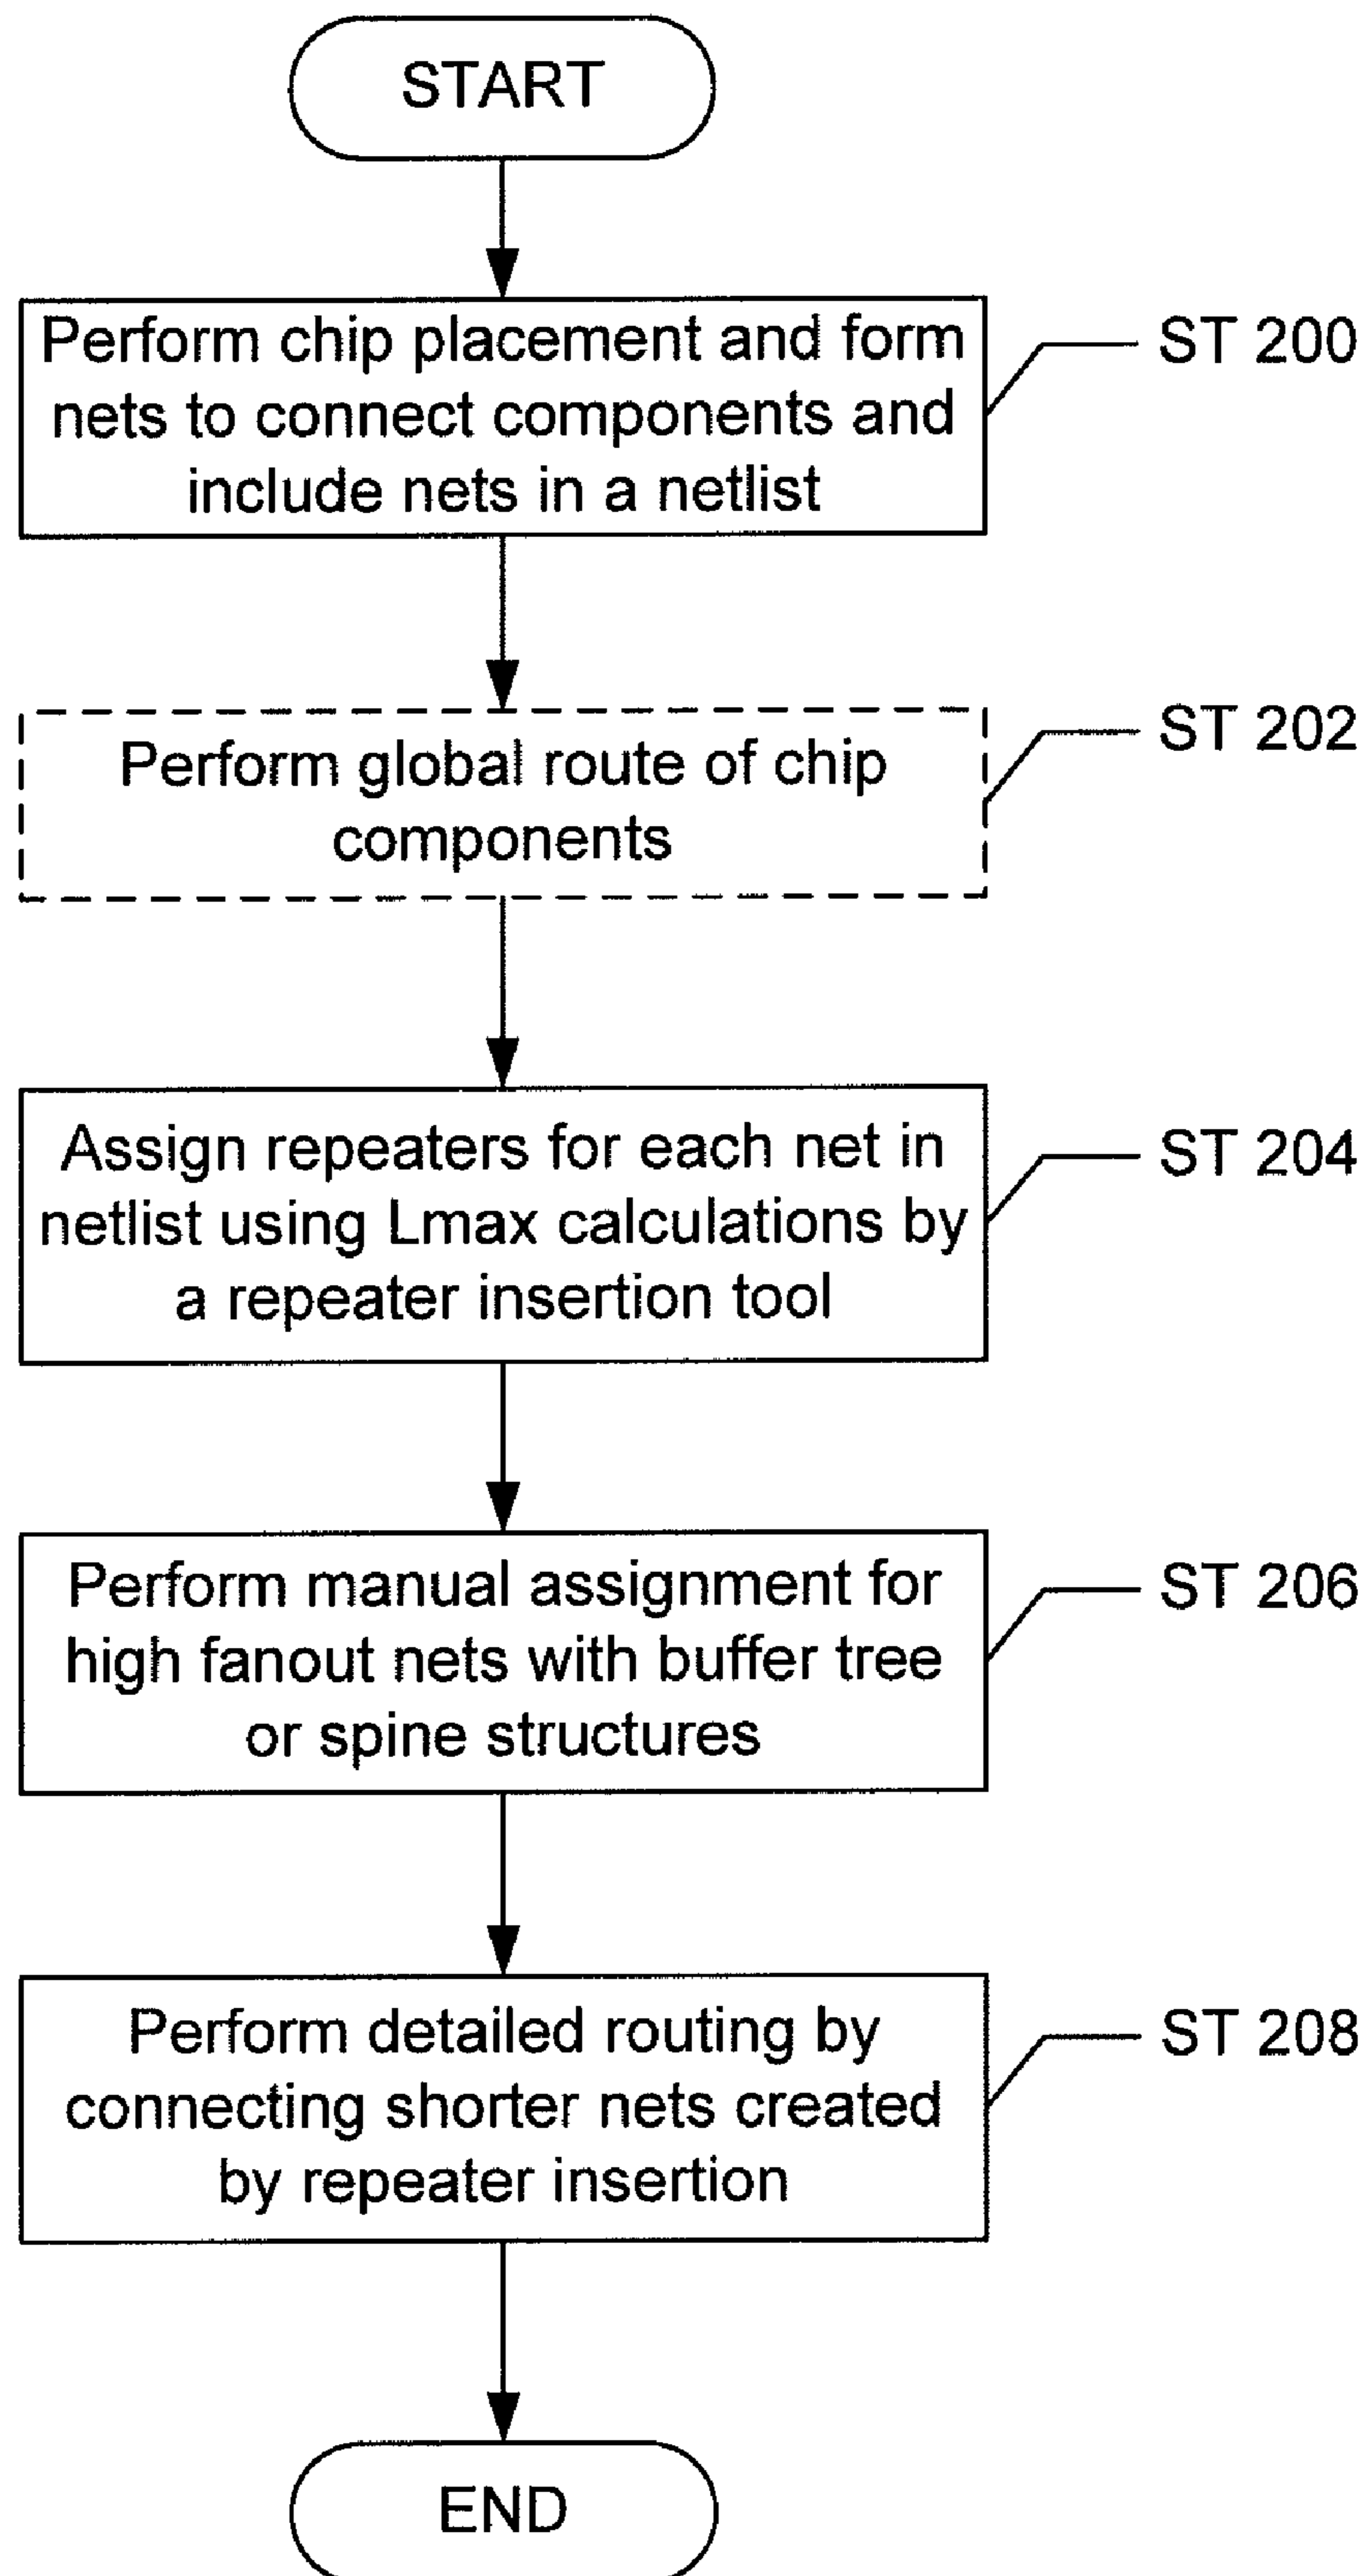 START
Perform chip placement and form
nets to connect components and
include nets in a netlist
ST 200
Perform global route of chip
components
ST 202
Assign repeaters for each net in
netlist using Lmax calculations by
a repeater insertion tool
ST 204
Perform manual assignment for
high fanout nets with buffer tree
or spine structures
ST 206
Perform detailed routing by
connecting shorter nets created
by repeater insertion
ST 208
END